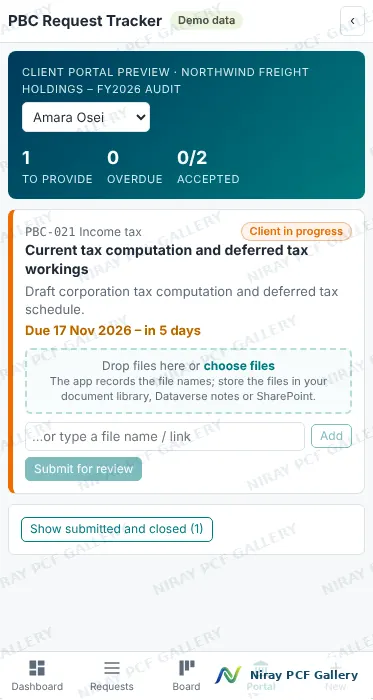 PBC Request Tracker
Demo data
‹
CLIENT PORTAL PREVIEW · NORTHWIND FREIGHT
HOLDINGS – FY2026 AUDIT
Amara Osei
1
0
0/2
TO PROVIDE
OVERDUE
ACCEPTED
PBC-021 Income tax
Client in progress
Current tax computation and deferred tax
workings
Draft corporation tax computation and deferred tax
schedule.
Due 17 Nov 2026 – in 5 days
Drop files here or choose files
The app records the file names; store the files in your
document library, Dataverse notes or SharePoint.
...or type a file name / link
Add
Submit for review
Show submitted and closed (1)
Dashboard
Requests
Board
Portal
New
Niray PCF Gallery
NIRAY PCF GALLERY